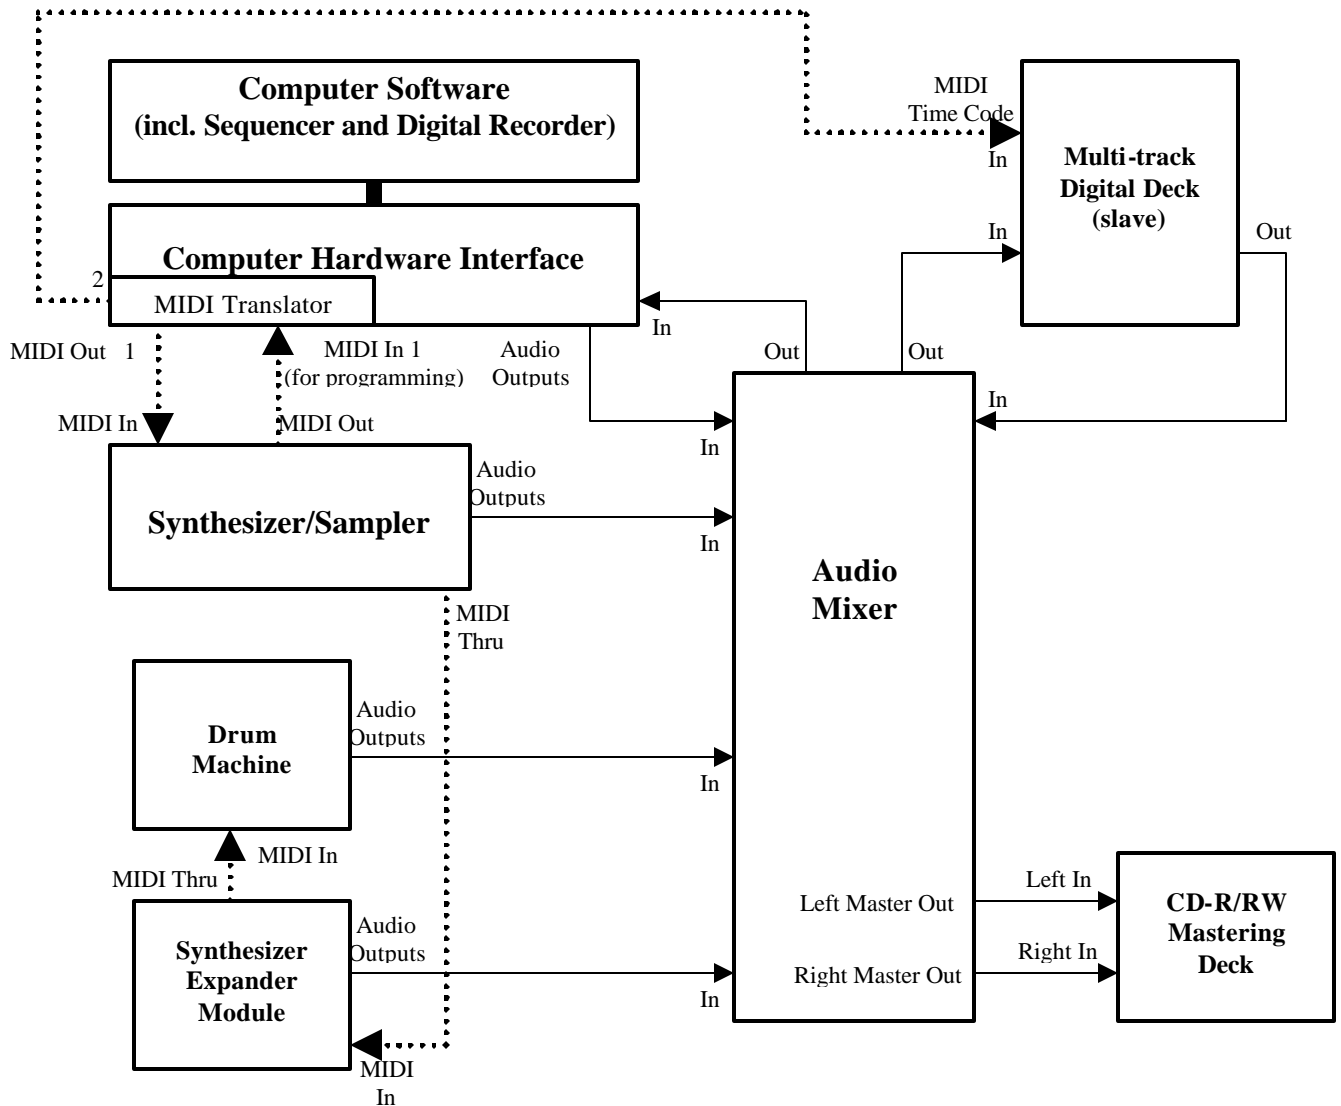 Computer Software
(incl. Sequencer and Digital Recorder)
MIDI
Time Code
In
Multi-track
Digital Deck
(slave)
In
Out
Computer Hardware Interface
2
MIDI Translator
In
MIDI Out 1
MIDI In 1
(for programming)
Audio
Outputs
Out
Out
In
MIDI In
MIDI Out
In
Audio
Outputs
Synthesizer/Sampler
In
Audio
Mixer
MIDI
Thru
Drum
Machine
Audio
Outputs
In
MIDI In
MIDI Thru
Left Master Out
Left In
CD-R/RW
Mastering
Deck
Synthesizer
Expander
Module
Audio
Outputs
Right Master Out
Right In
In
MIDI
In